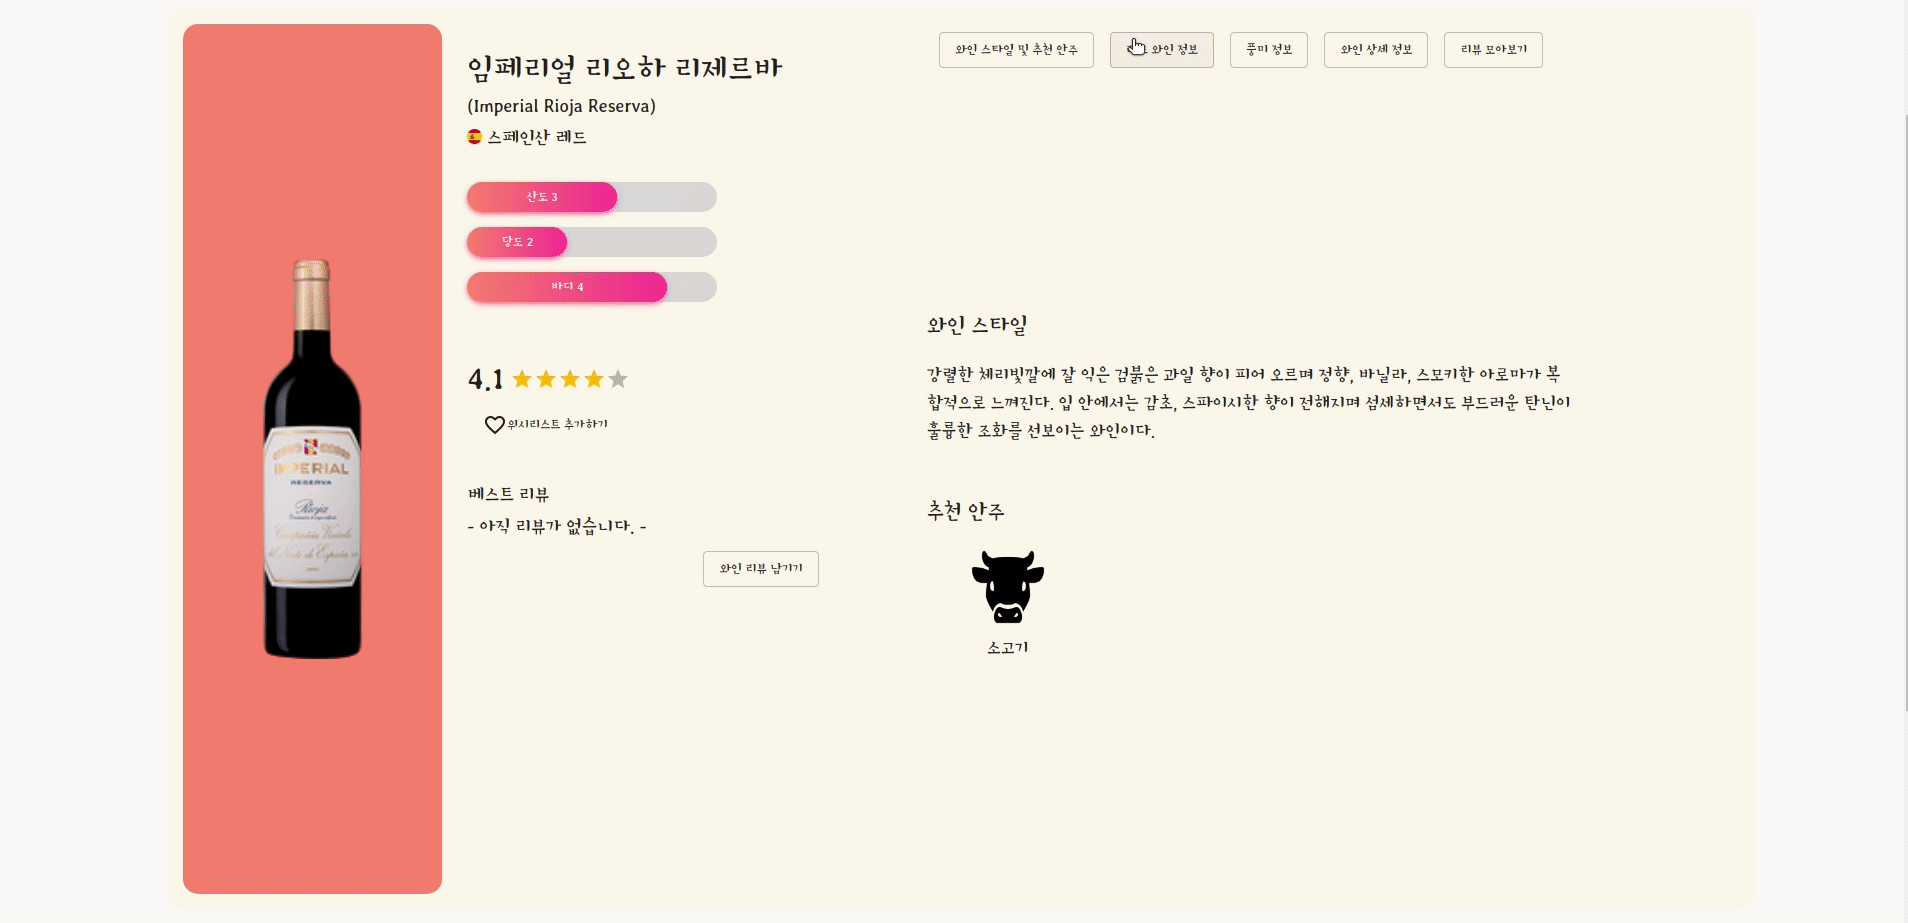 임페리얼 리오하 리제르바
(Imperial Rioja Reserva)
스페인산 레드
산도 3
당도 2
바디 4
4.1
위시리스트 추가하기
베스트 리뷰
- 아직 리뷰가 없습니다. -
와인 리뷰 남기기
와인 스타일 및 추천 안주
와인 정보
풍미 정보
와인 상세 정보
리뷰 모아보기
와인 스타일
강렬한 체리빛깔에 잘 익은 검붉은 과일 향이 피어 오르며 정향, 바닐라, 스모키한 아로마가 복
합적으로 느껴진다. 입 안에서는 감초, 스파이시한 향이 전해지며 섬세하면서도 부드러운 탄닌이
훌륭한 조화를 선보이는 와인이다.
추천 안주
소고기
IMPERIAL
RESERVA
Rioja